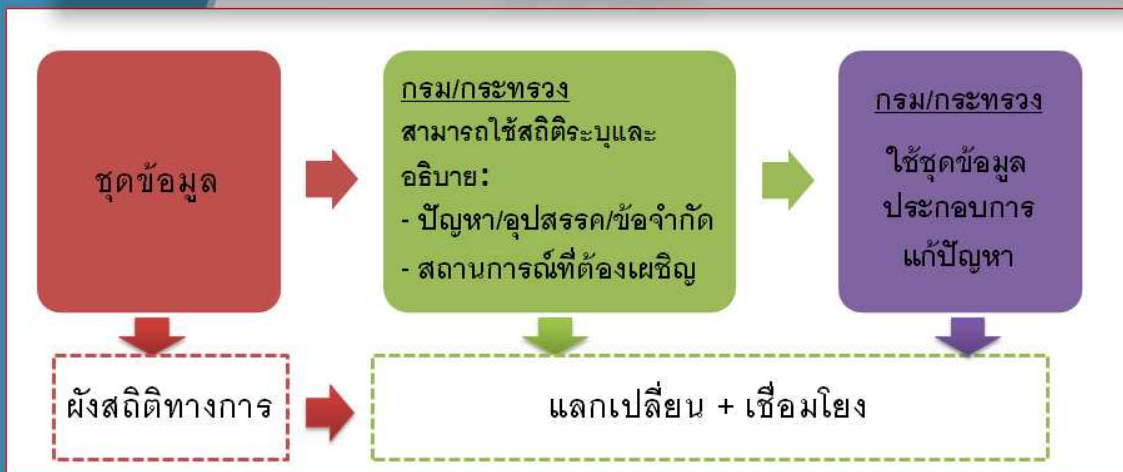 ชุดข้อมูล
กรม/กระทรวง
สามารถใช้สถิติระบุและ
อธิบาย:
- ปัญหา/อุปสรรค/ข้อจำกัด
- สถานการณ์ที่ต้องเผชิญ
กรม/กระทรวง
ใช้ชุดข้อมูล
ประกอบการ
แก้ปัญหา
ผังสถิติทางการ
แลกเปลี่ยน + เชื่อมโยง